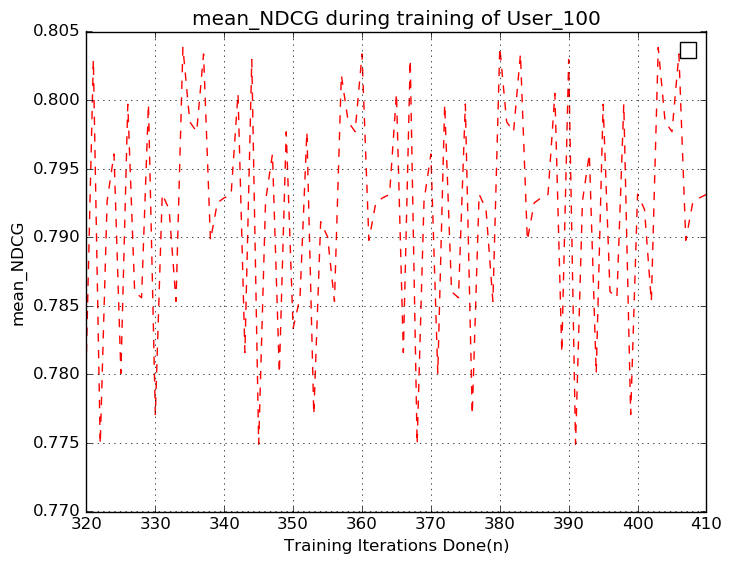 mean_NDCG during training of User_100
0.805
0.800
0.795
0.790
0.785
0.780
0.775
0.770
mean_NDCG
320 330 340 350 360 370 380 390 400 410
Training Iterations Done(n)